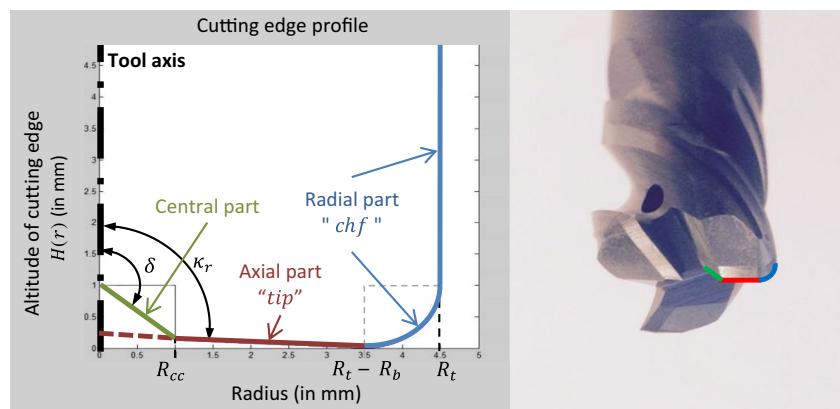 Cutting edge profile
Tool axis
Altitude of cutting edge
H(r) (in mm)
4.5
4
3.5
3
2.5
2
1.5
1
0.5
0
Central part
Radial part
" chf "
δ
κr
Axial part
“tip”
0
0.5
1
1.5
2
2.5
3
3.5
4
4.5
5
Rcc
Rt − Rb
Rt
Radius (in mm)